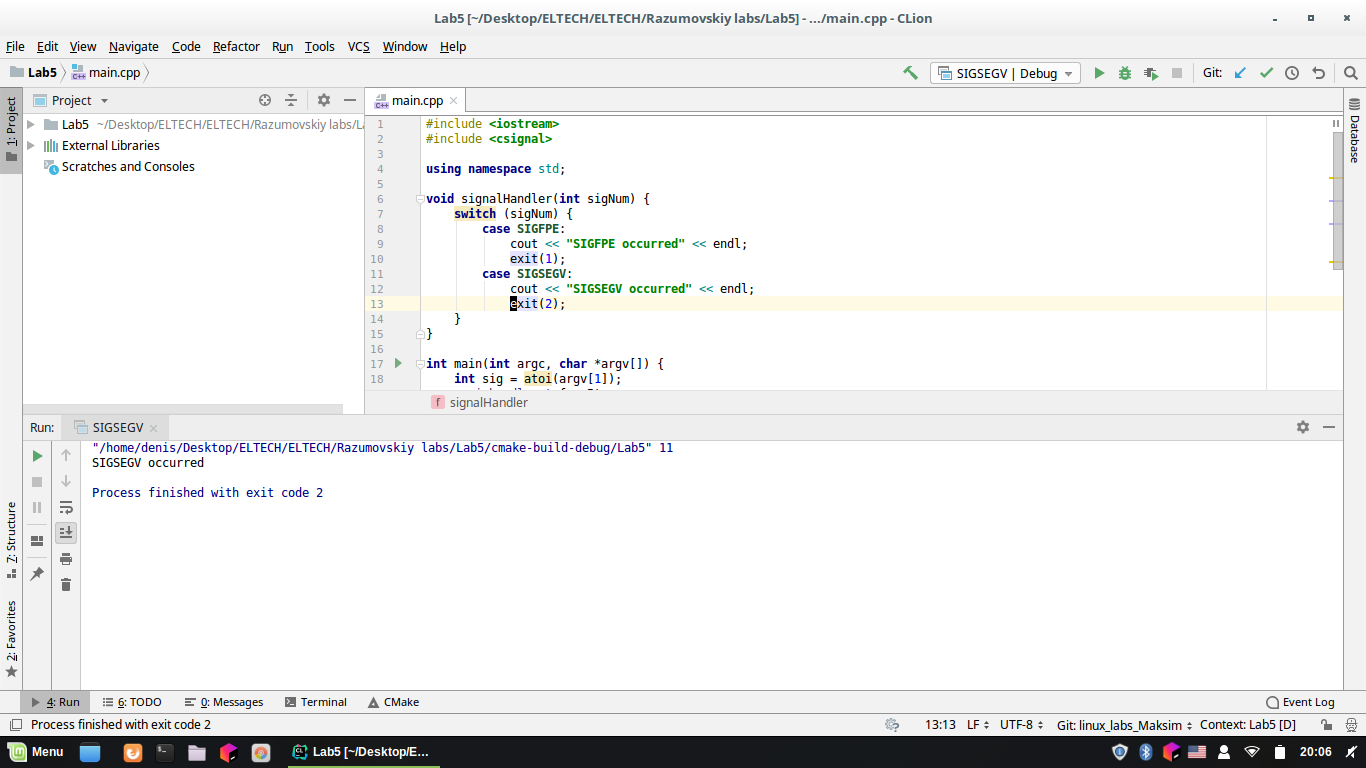 Lab5 [~/Desktop/ELTECH/ELTECH/Razumovskiy labs/Lab5] - .../main.cpp - CLion
File Edit View Navigate Code Refactor Run Tools VCS Window Help
Lab5 main.cpp SIGSEGV | Debug Git:
1: Project
Project
main.cpp
Lab5 ~/Desktop/ELTECH/ELTECH/Razumovskiy labs/L
External Libraries
Scratches and Consoles
1 #include <iostream>
2 #include <csignal>
3
4 using namespace std;
5
6 void signalHandler(int sigNum) {
7 switch (sigNum) {
8 case SIGFPE:
9 cout << "SIGFPE occurred" << endl;
10 exit(1);
11 case SIGSEGV:
12 cout << "SIGSEGV occurred" << endl;
13 exit(2);
14 }
15 }
16
17 int main(int argc, char *argv[]) {
18 int sig = atoi(argv[1]);
signalHandler
Database
Run: SIGSEGV
"/home/denis/Desktop/ELTECH/ELTECH/Razumovskiy labs/Lab5/cmake-build-debug/Lab5" 11
SIGSEGV occurred
Process finished with exit code 2
7: Structure
2: Favorites
4: Run 6: TODO 0: Messages Terminal CMake Event Log
Process finished with exit code 2 13:13 LF UTF-8 Git: linux_labs_Maksim Context: Lab5 [D]
Menu Lab5 [~/Desktop/E... 20:06